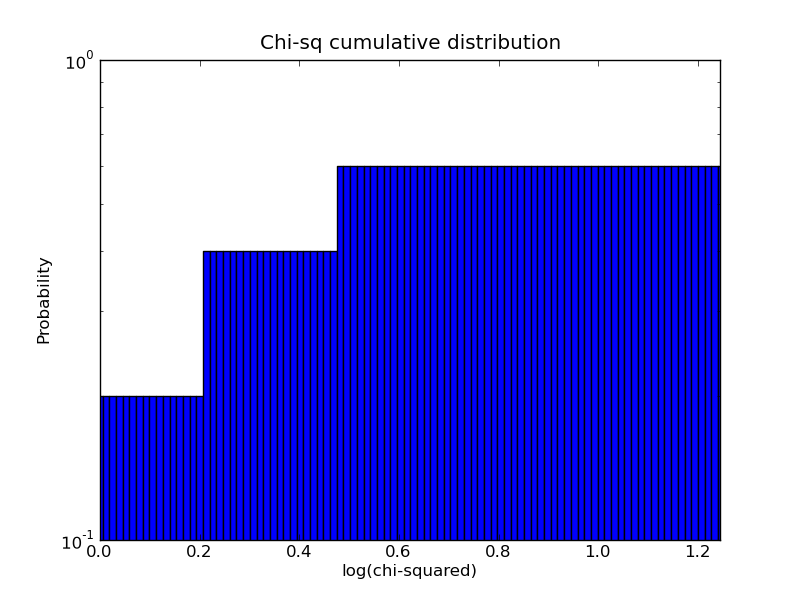 Chi-sq cumulative distribution
10^0
Probability
10^-1
0.0 0.2 0.4 0.6 0.8 1.0 1.2
log(chi-squared)